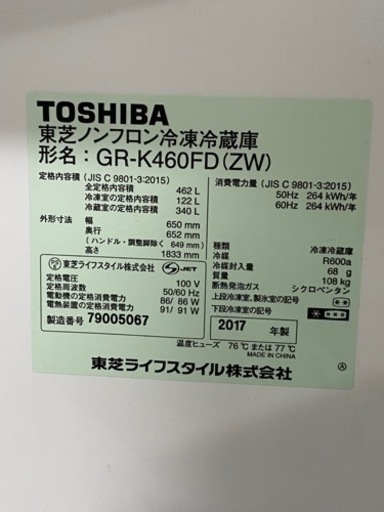 TOSHIBA
東芝ノンフロン冷凍冷蔵庫
形名：GR-K460FD(ZW)
定格内容積 (JIS C 9801-3:2015)
全定格内容積 462 L
冷凍室の定格内容積 122 L
冷蔵室の定格内容積 340 L
外形寸法 幅 650 mm
奥行 652 mm
(ハンドル・調整脚除く 649 mm)
高さ 1833 mm
消費電力量 (JIS C 9801-3:2015)
50Hz 264 kWh/年
60Hz 264 kWh/年
種類 冷凍冷蔵庫
冷媒 R600a
冷媒封入量 68 g
質量 108 kg
断熱発泡ガス シクロペンタン
上段冷凍室、製氷室の記号 **
下段冷凍室の記号 * ***
東芝ライフスタイル株式会社 S JET
定格電圧 100 V
定格周波数 50/60 Hz
電動機の定格消費電力 86/ 86 W
電熱装置の定格消費電力 91/ 91 W
製造番号 79005067
2017 年製
温度ヒューズ 76 ℃ または 77 ℃
MADE IN CHINA
東芝ライフスタイル株式会社 Ⓐ